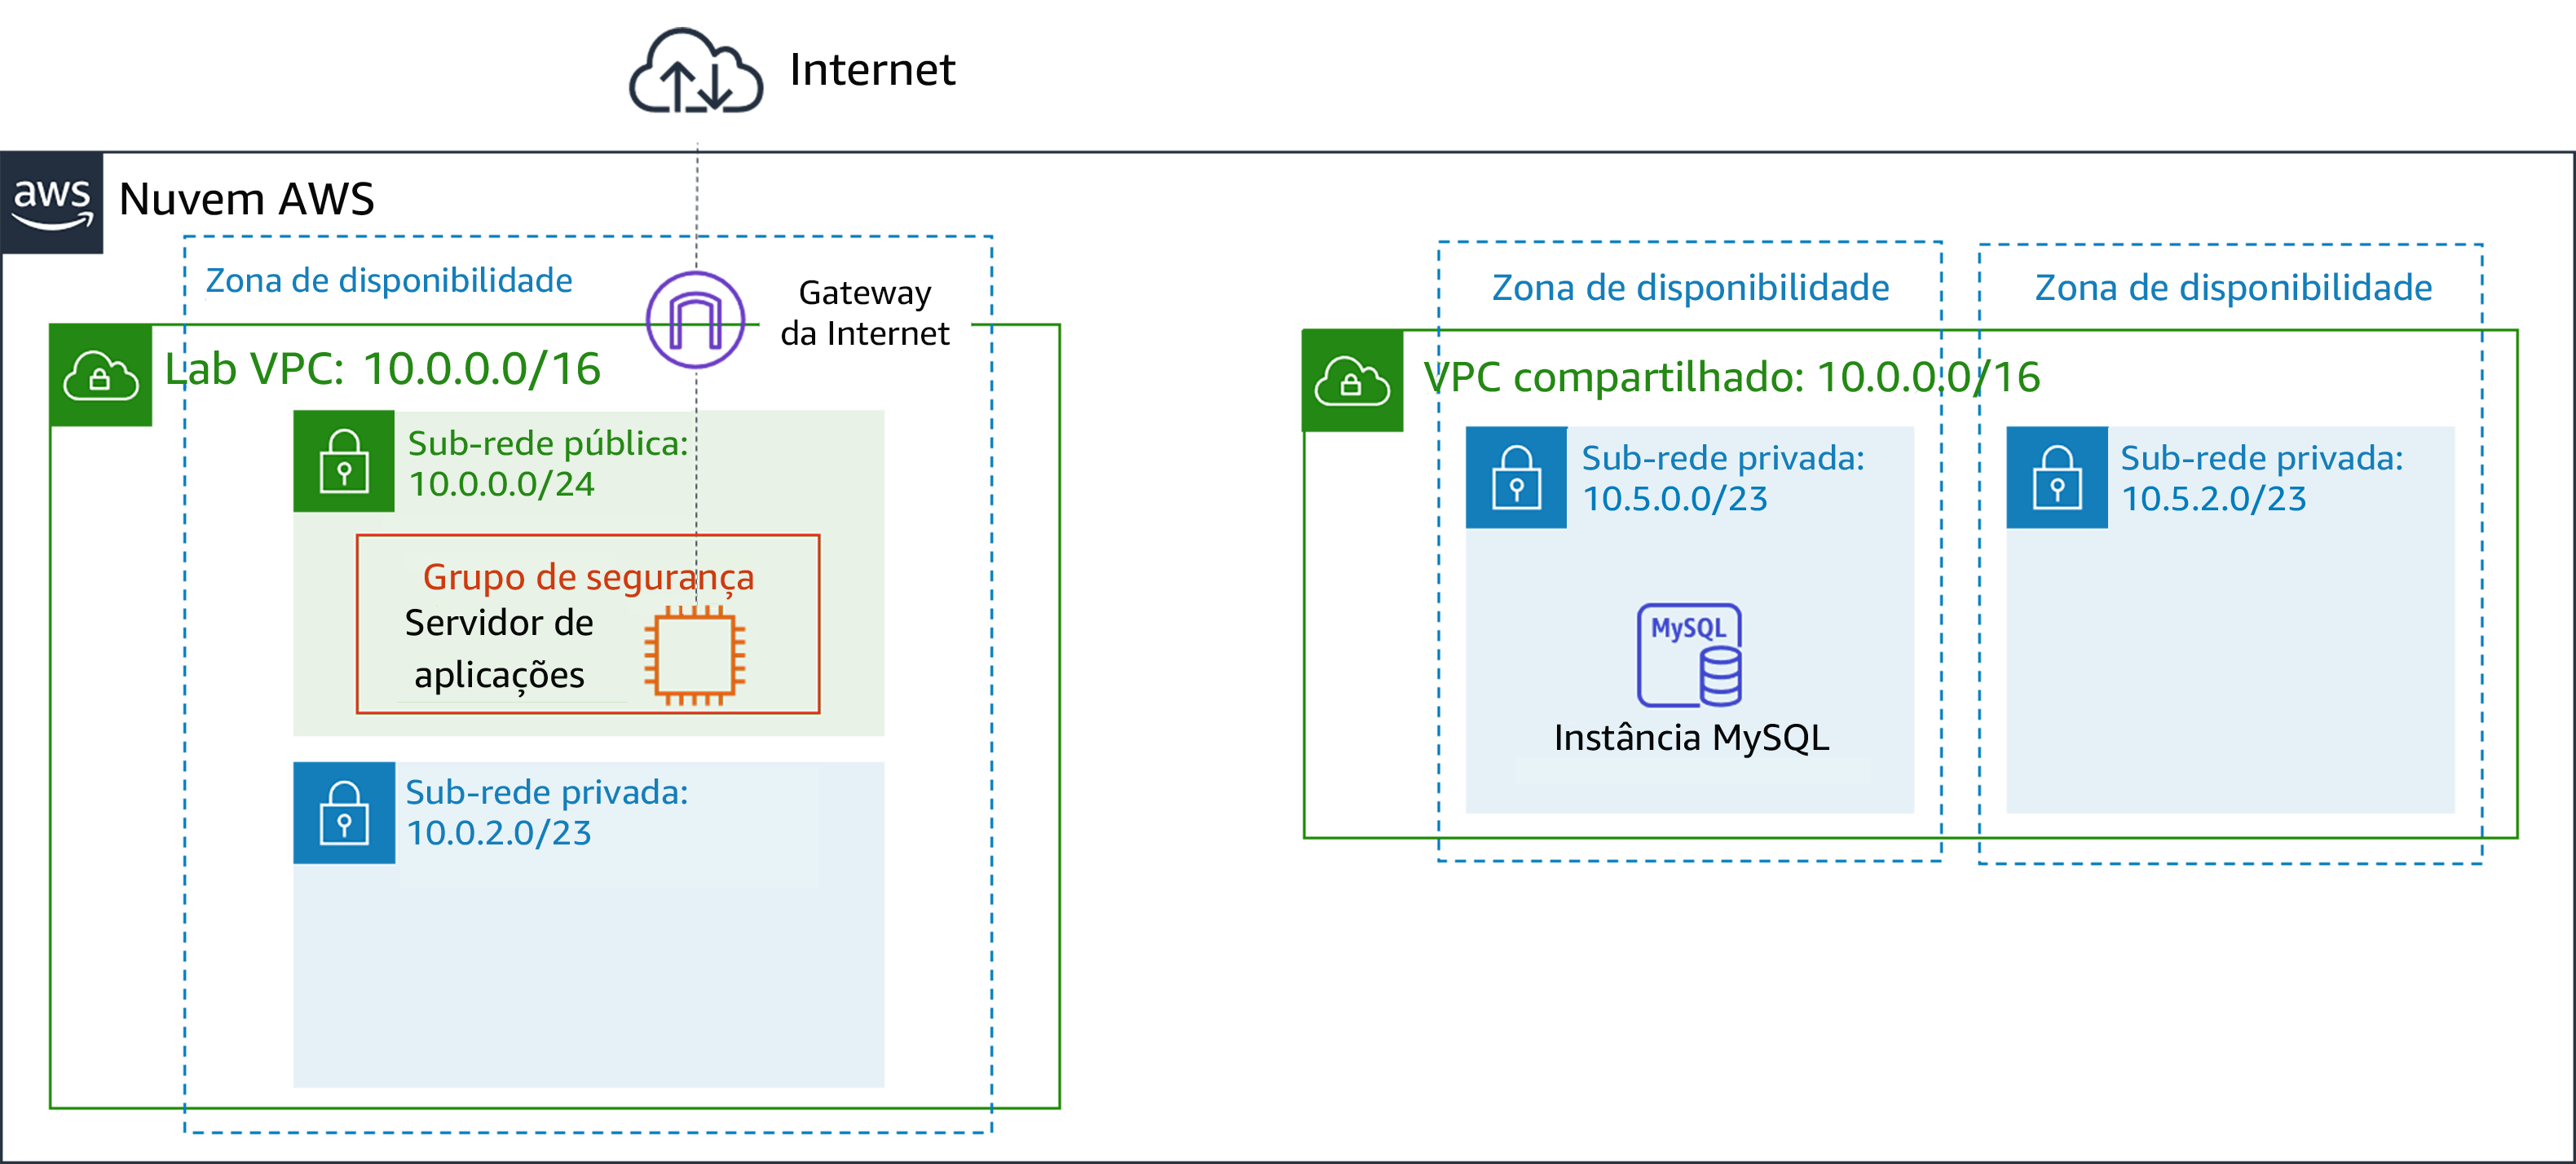 Internet
aws
Nuvem AWS
Zona de disponibilidade
Gateway
da Internet
Lab VPC: 10.0.0.0/16
Sub-rede pública:
10.0.0.0/24
Grupo de segurança
Servidor de
aplicações
Sub-rede privada:
10.0.2.0/23
Zona de disponibilidade
Zona de disponibilidade
VPC compartilhado: 10.0.0.0/16
Sub-rede privada:
10.5.0.0/23
MySQL
Instância MySQL
Sub-rede privada:
10.5.2.0/23